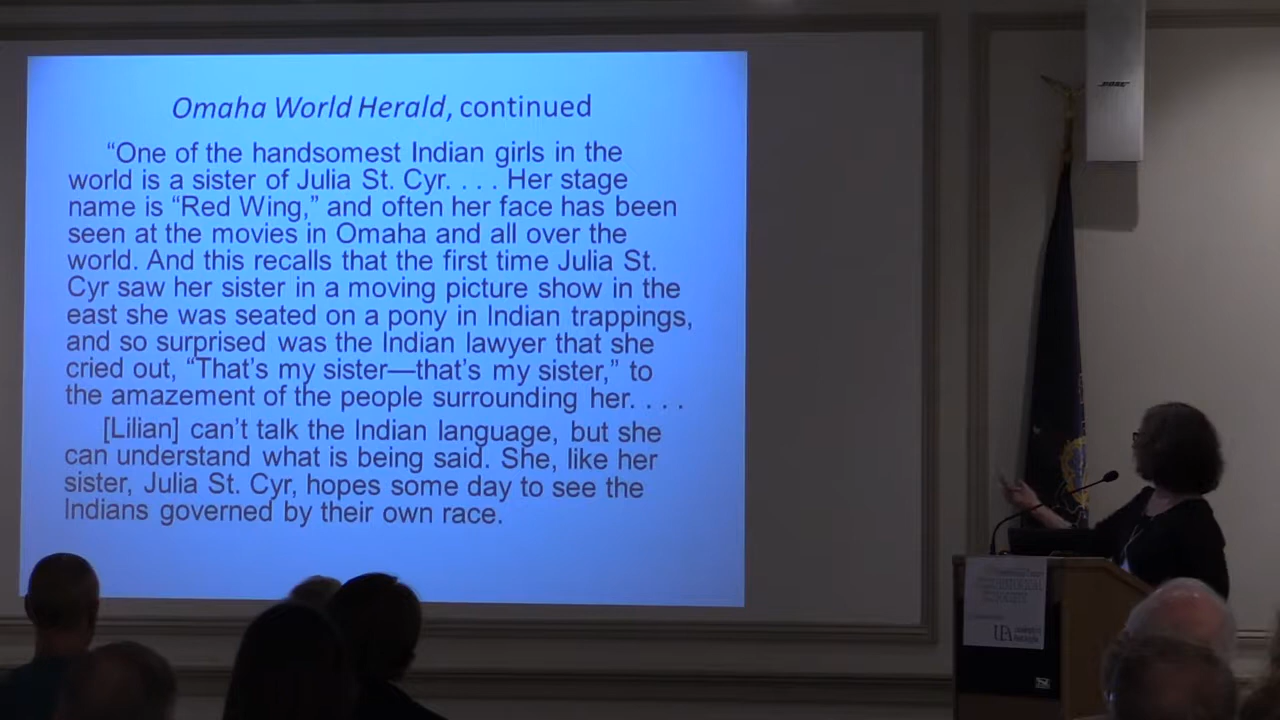 Omaha World Herald, continued
“One of the handsomest Indian girls in the
world is a sister of Julia St. Cyr. . . . Her stage
name is “Red Wing,” and often her face has been
seen at the movies in Omaha and all over the
world. And this recalls that the first time Julia St.
Cyr saw her sister in a moving picture show in the
east she was seated on a pony in Indian trappings,
and so surprised was the Indian lawyer that she
cried out, “That’s my sister—that’s my sister,” to
the amazement of the people surrounding her. . . .
[Lilian] can’t talk the Indian language, but she
can understand what is being said. She, like her
sister, Julia St. Cyr, hopes some day to see the
Indians governed by their own race.
BOSE